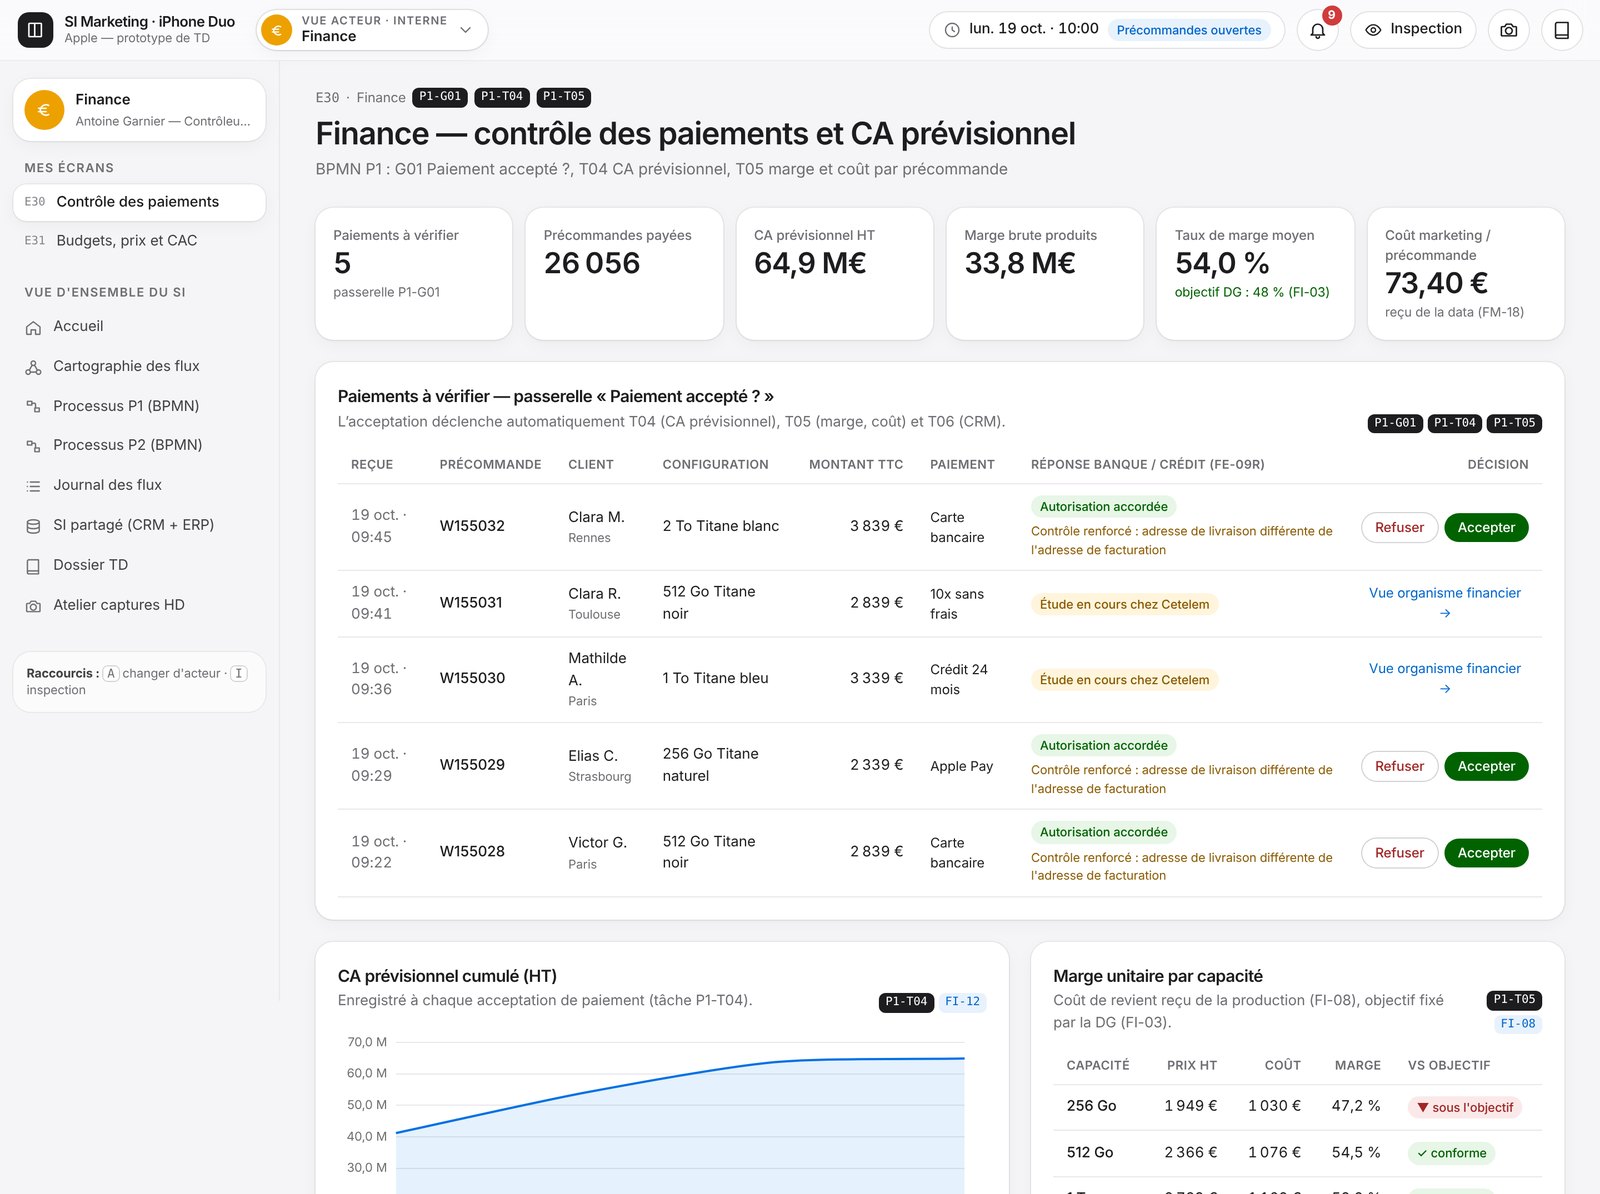 SI Marketing · iPhone Duo
Apple — prototype de TD
€
VUE ACTEUR · INTERNE
Finance
lun. 19 oct. · 10:00
Précommandes ouvertes
9
Inspection
€
Finance
Antoine Garnier — Contrôleu...
MES ÉCRANS
E30 Contrôle des paiements
E31 Budgets, prix et CAC
VUE D'ENSEMBLE DU SI
Accueil
Cartographie des flux
Processus P1 (BPMN)
Processus P2 (BPMN)
Journal des flux
SI partagé (CRM + ERP)
Dossier TD
Atelier captures HD
Raccourcis : A changer d'acteur · I
inspection
E30 · Finance P1-G01 P1-T04 P1-T05
Finance — contrôle des paiements et CA prévisionnel
BPMN P1 : G01 Paiement accepté ?, T04 CA prévisionnel, T05 marge et coût par précommande
Paiements à vérifier
5
passerelle P1-G01
Précommandes payées
26 056
CA prévisionnel HT
64,9 M€
Marge brute produits
33,8 M€
Taux de marge moyen
54,0 %
objectif DG : 48 % (FI-03)
Coût marketing /
précommande
73,40 €
reçu de la data (FM-18)
Paiements à vérifier — passerelle « Paiement accepté ? »
L'acceptation déclenche automatiquement T04 (CA prévisionnel), T05 (marge, coût) et T06 (CRM).
P1-G01 P1-T04 P1-T05
REÇUE PRÉCOMMANDE CLIENT CONFIGURATION MONTANT TTC PAIEMENT RÉPONSE BANQUE / CRÉDIT (FE-09R) DÉCISION
19 oct. ·
09:45
W155032
Clara M.
Rennes
2 To Titane blanc
3 839 €
Carte
bancaire
Autorisation accordée
Contrôle renforcé : adresse de livraison différente de
l'adresse de facturation
Refuser Accepter
19 oct. ·
09:41
W155031
Clara R.
Toulouse
512 Go Titane
noir
2 839 €
10x sans
frais
Étude en cours chez Cetelem
Vue organisme financier
→
19 oct. ·
09:36
W155030
Mathilde
A.
Paris
1 To Titane bleu
3 339 €
Crédit 24
mois
Étude en cours chez Cetelem
Vue organisme financier
→
19 oct. ·
09:29
W155029
Elias C.
Strasbourg
256 Go Titane
naturel
2 339 €
Apple Pay
Autorisation accordée
Contrôle renforcé : adresse de livraison différente de
l'adresse de facturation
Refuser Accepter
19 oct. ·
09:22
W155028
Victor G.
Paris
512 Go Titane
noir
2 839 €
Carte
bancaire
Autorisation accordée
Contrôle renforcé : adresse de livraison différente de
l'adresse de facturation
Refuser Accepter
CA prévisionnel cumulé (HT)
Enregistré à chaque acceptation de paiement (tâche P1-T04).
P1-T04 FI-12
70,0 M
60,0 M
50,0 M
40,0 M
30,0 M
Marge unitaire par capacité
Coût de revient reçu de la production (FI-08), objectif fixé
par la DG (FI-03).
P1-T05
FI-08
CAPACITÉ PRIX HT COÛT MARGE VS OBJECTIF
256 Go 1 949 € 1 030 € 47,2 % ▼ sous l'objectif
512 Go 2 366 € 1 076 € 54,5 % ✓ conforme